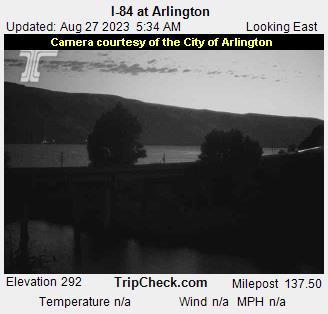 I-84 at Arlington
Updated: Aug 27 2023 5:34 AM Looking East
Camera courtesy of the City of Arlington
Elevation 292 TripCheck.com Milepost 137.50
Temperature n/a Wind n/a MPH n/a